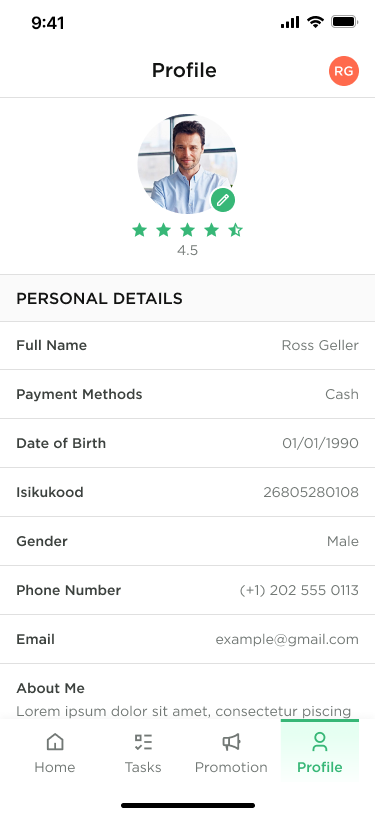 9:41
Profile
RG
4.5
PERSONAL DETAILS
Full Name Ross Geller
Payment Methods Cash
Date of Birth 01/01/1990
Isikukood 26805280108
Gender Male
Phone Number (+1) 202 555 0113
Email example@gmail.com
About Me
Lorem ipsum dolor sit amet, consectetur piscing
Home Tasks Promotion Profile